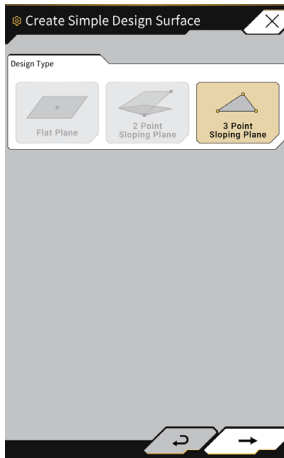 Create Simple Design Surface
Design Type
Flat Plane
2 Point
Sloping Plane
3 Point
Sloping Plane